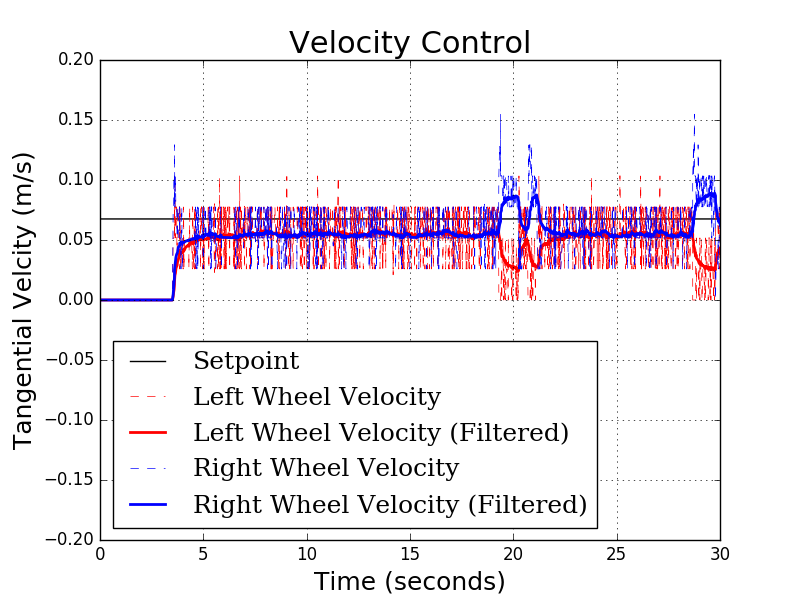 Velocity Control
Tangential Velcity (m/s)
0.20
0.15
0.10
0.05
0.00
−0.05
−0.10
−0.15
−0.20
Setpoint
Left Wheel Velocity
Left Wheel Velocity (Filtered)
Right Wheel Velocity
Right Wheel Velocity (Filtered)
0 5 10 15 20 25 30
Time (seconds)